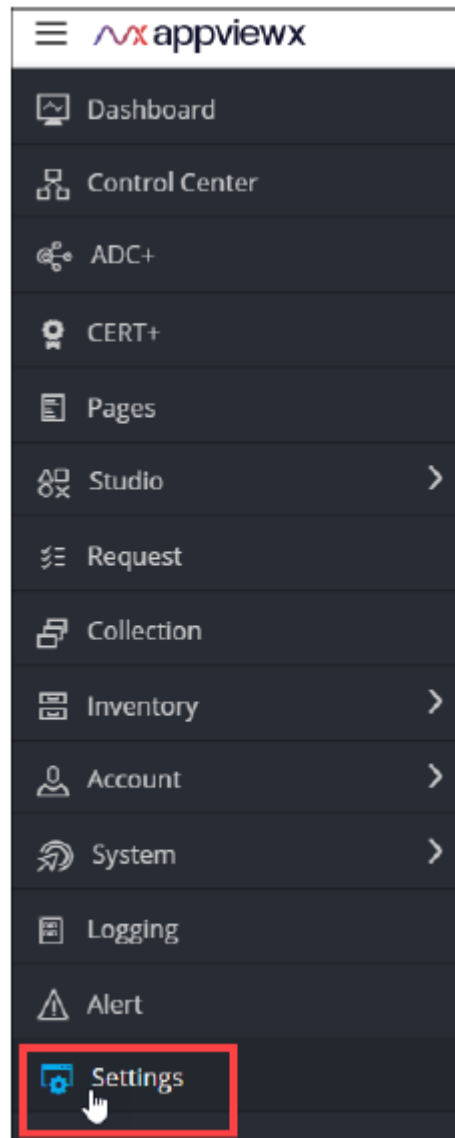 appviewx
Dashboard
Control Center
ADC+
CERT+
Pages
Studio
Request
Collection
Inventory
Account
System
Logging
Alert
Settings